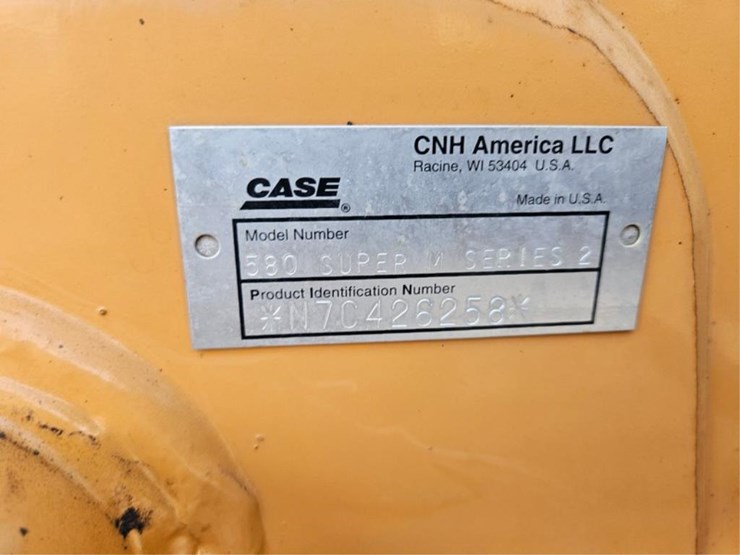 CNH America LLC
Racine, WI 53404 U.S.A.
CASE®
Made in U.S.A.
Model Number
580 SUPER M SERIES 2
Product Identification Number
*N7C426258*